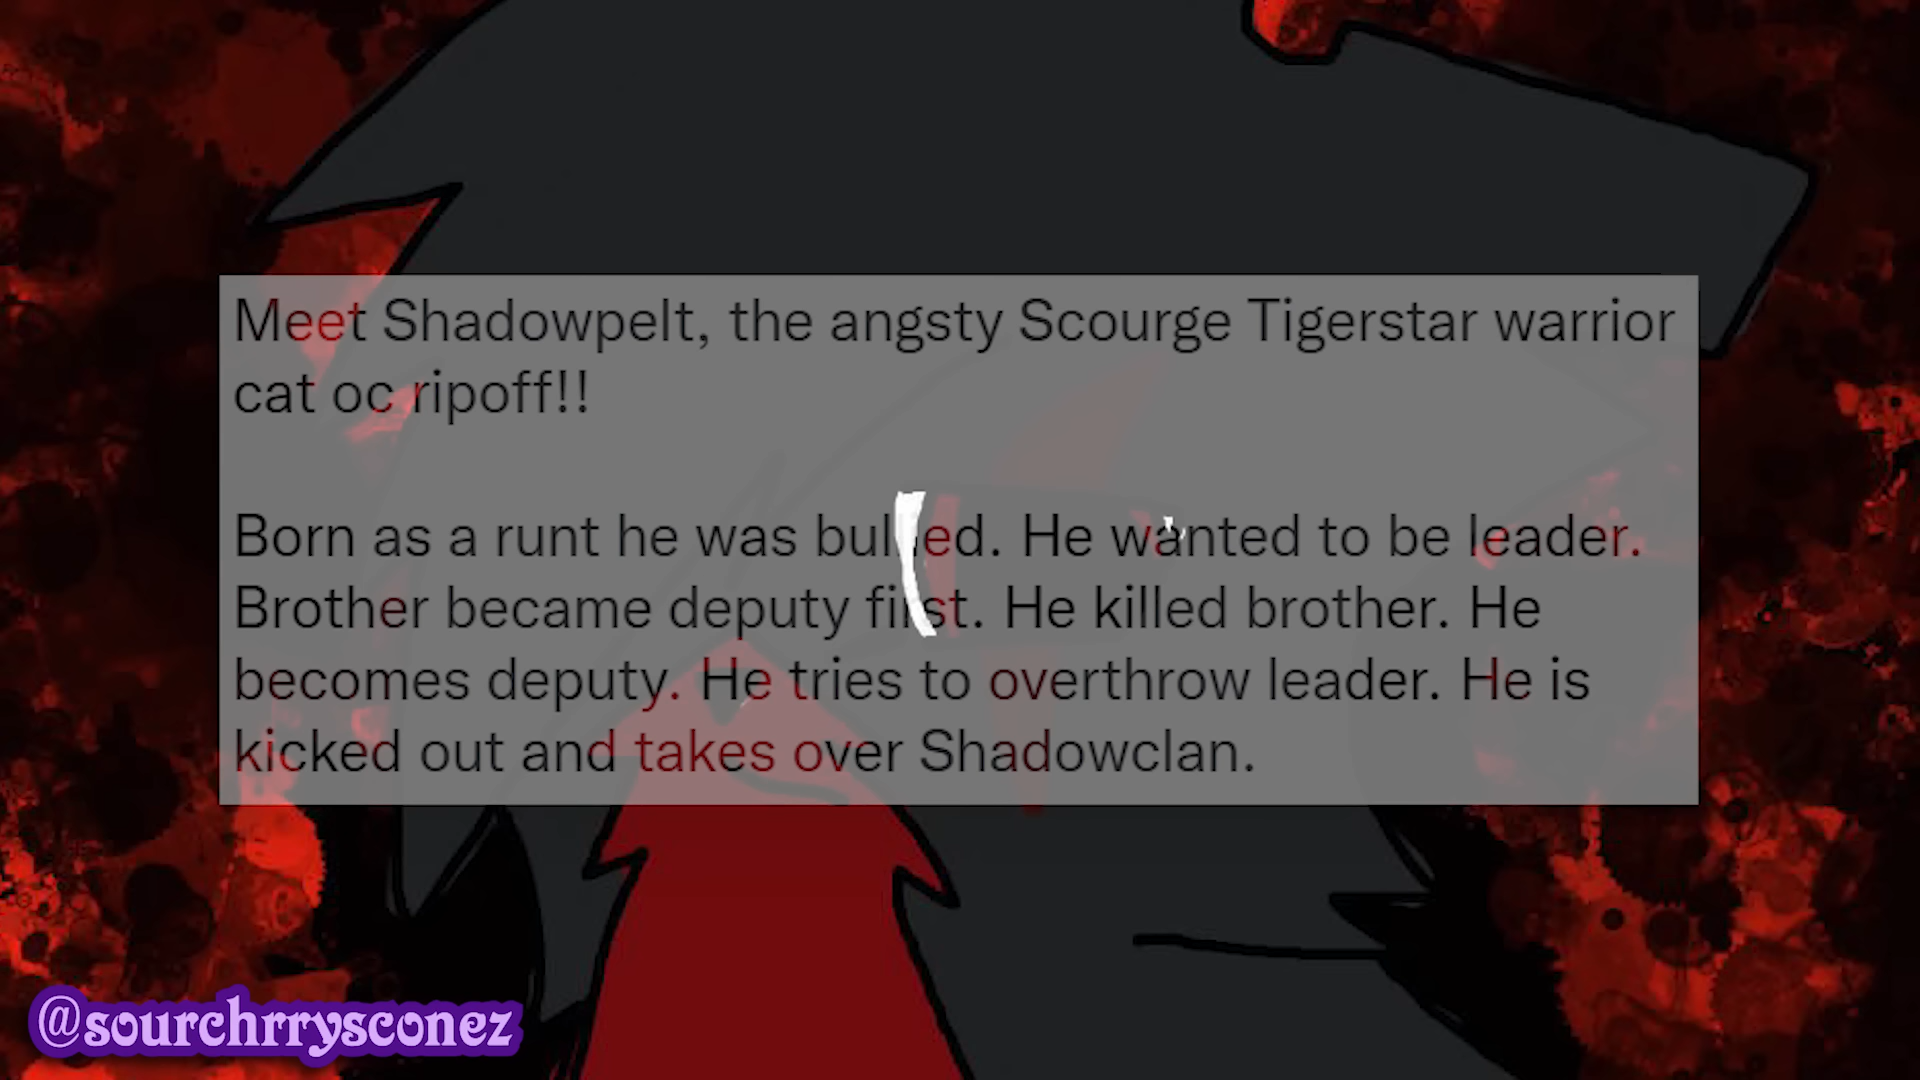 Meet Shadowpelt, the angsty Scourge Tigerstar warrior
cat oc ripoff!!
Born as a runt he was bullied. He wanted to be leader.
Brother became deputy first. He killed brother. He
becomes deputy. He tries to overthrow leader. He is
kicked out and takes over Shadowclan.
@sourchrrysconez